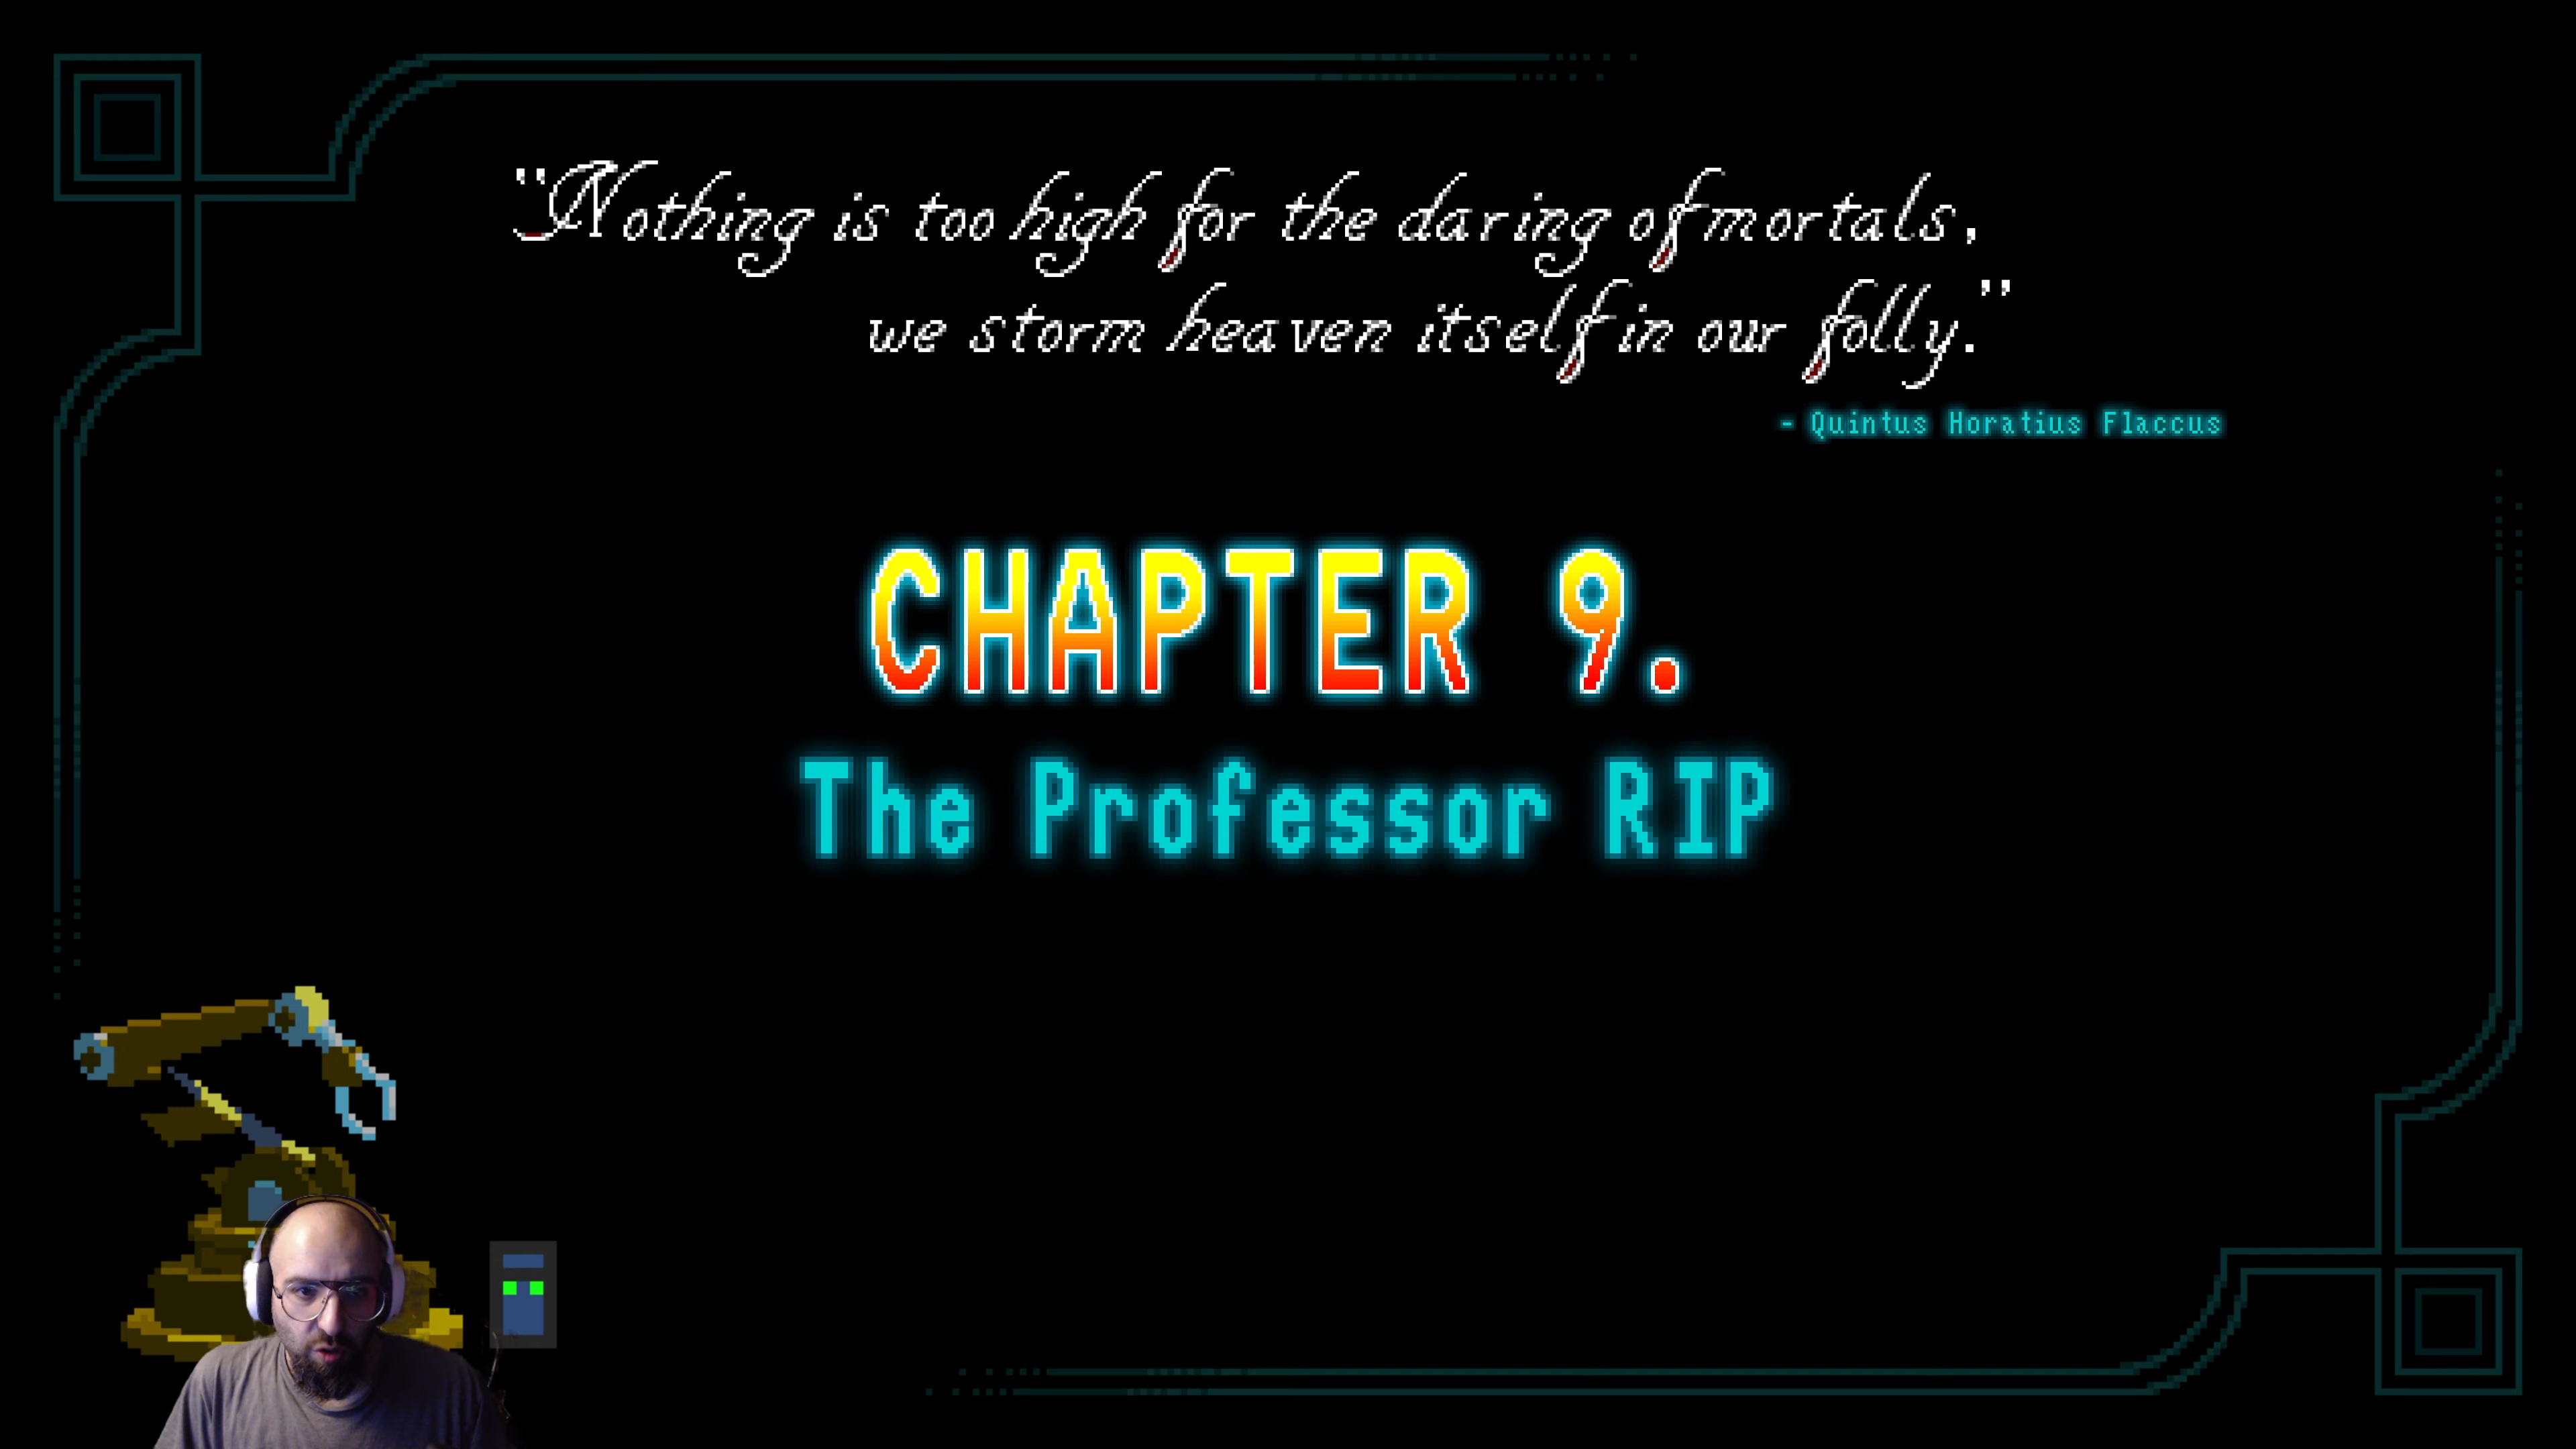 "Nothing is too high for the daring of mortals,
we storm heaven itself in our folly."
- Quintus Horatius Flaccus
CHAPTER 9.
The Professor RIP